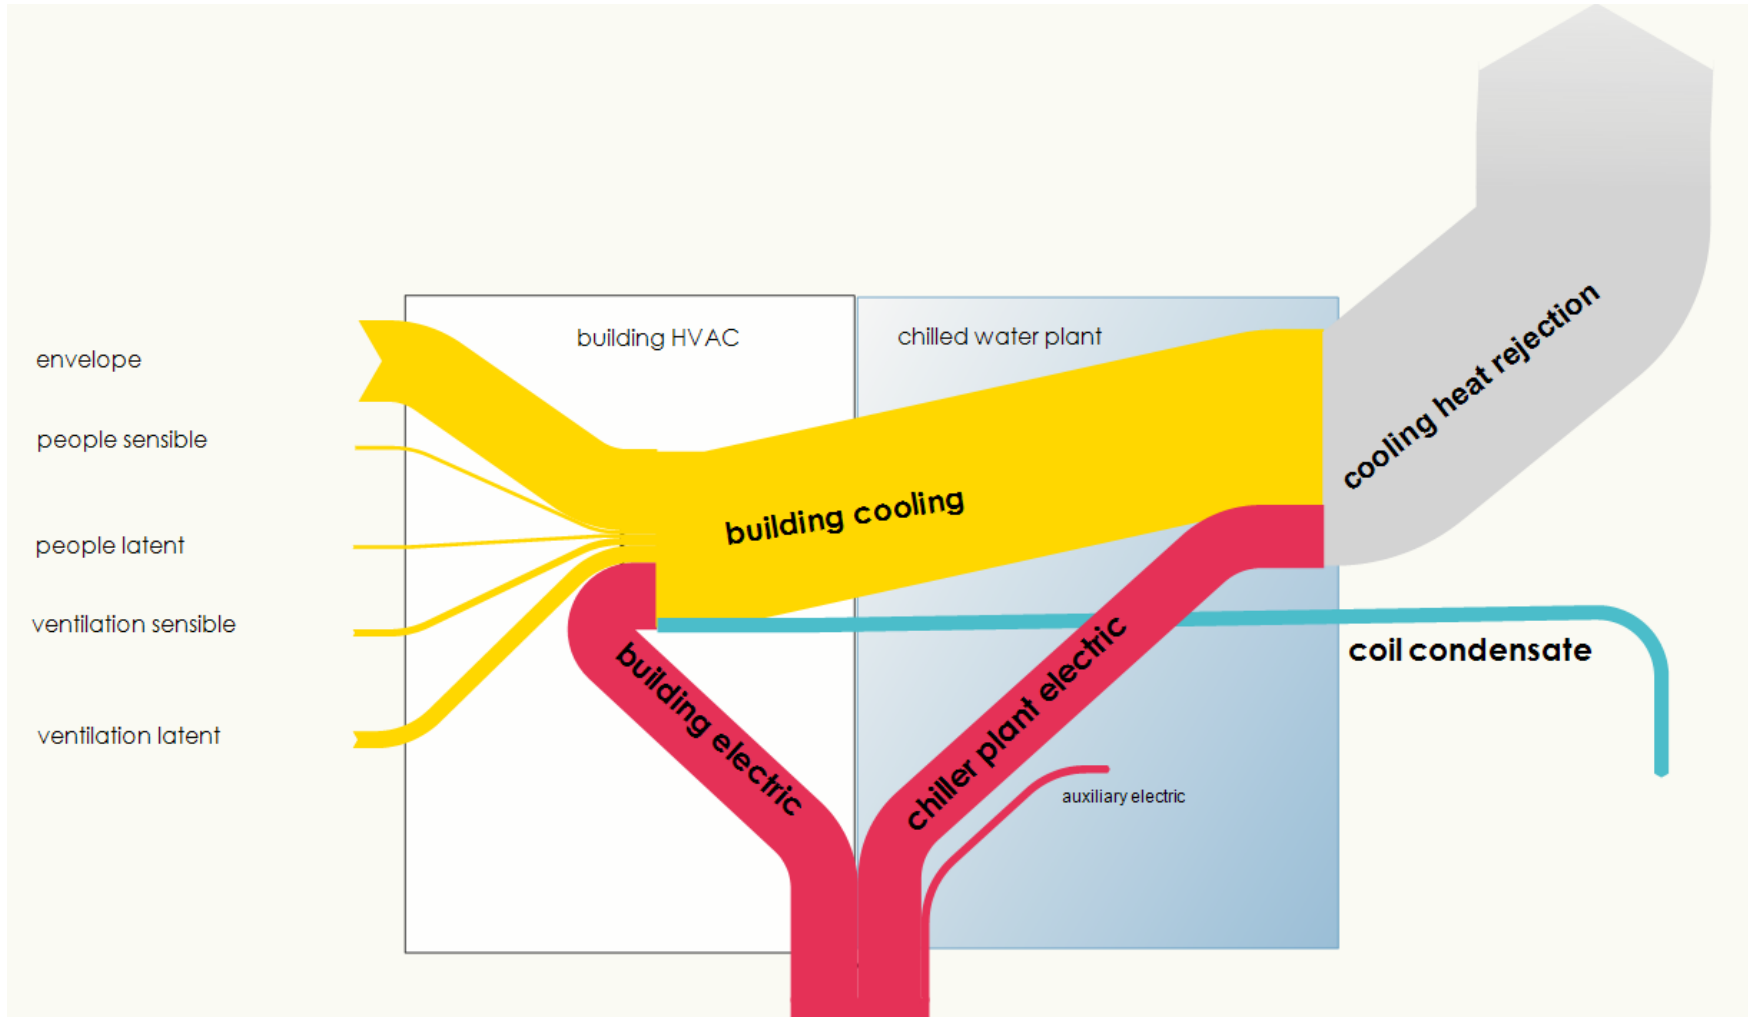 building HVAC
chilled water plant
envelope
people sensible
people latent
ventilation sensible
ventilation latent
building cooling
cooling heat rejection
building electric
chiller plant electric
coil condensate
auxiliary electric